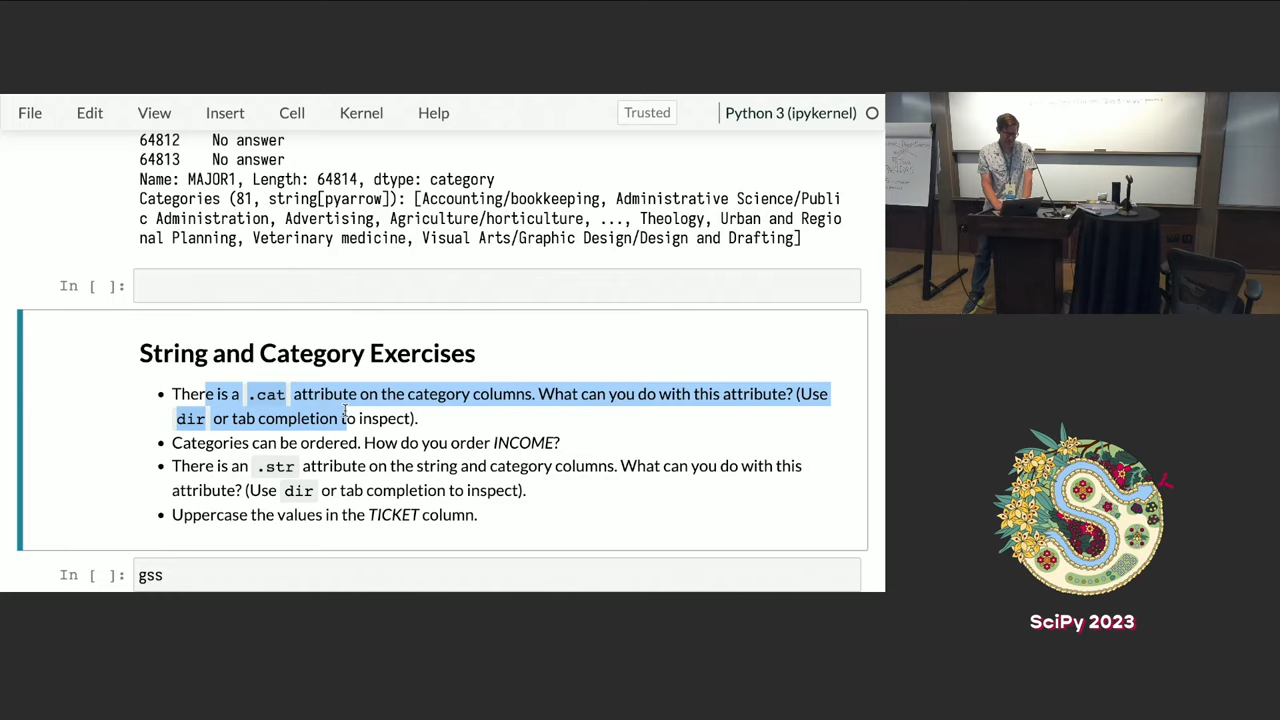 File Edit View Insert Cell Kernel Help Trusted Python 3 (ipykernel)
64812 No answer
64813 No answer
Name: MAJOR1, Length: 64814, dtype: category
Categories (81, string[pyarrow]): [Accounting/bookkeeping, Administrative Science/Publi
c Administration, Advertising, Agriculture/horticulture, ..., Theology, Urban and Regio
nal Planning, Veterinary medicine, Visual Arts/Graphic Design/Design and Drafting]
In [ ]:
String and Category Exercises
• There is a .cat attribute on the category columns. What can you do with this attribute? (Use
dir or tab completion to inspect).
• Categories can be ordered. How do you order INCOME?
• There is an .str attribute on the string and category columns. What can you do with this
attribute? (Use dir or tab completion to inspect).
• Uppercase the values in the TICKET column.
In [ ]: gss
SciPy 2023